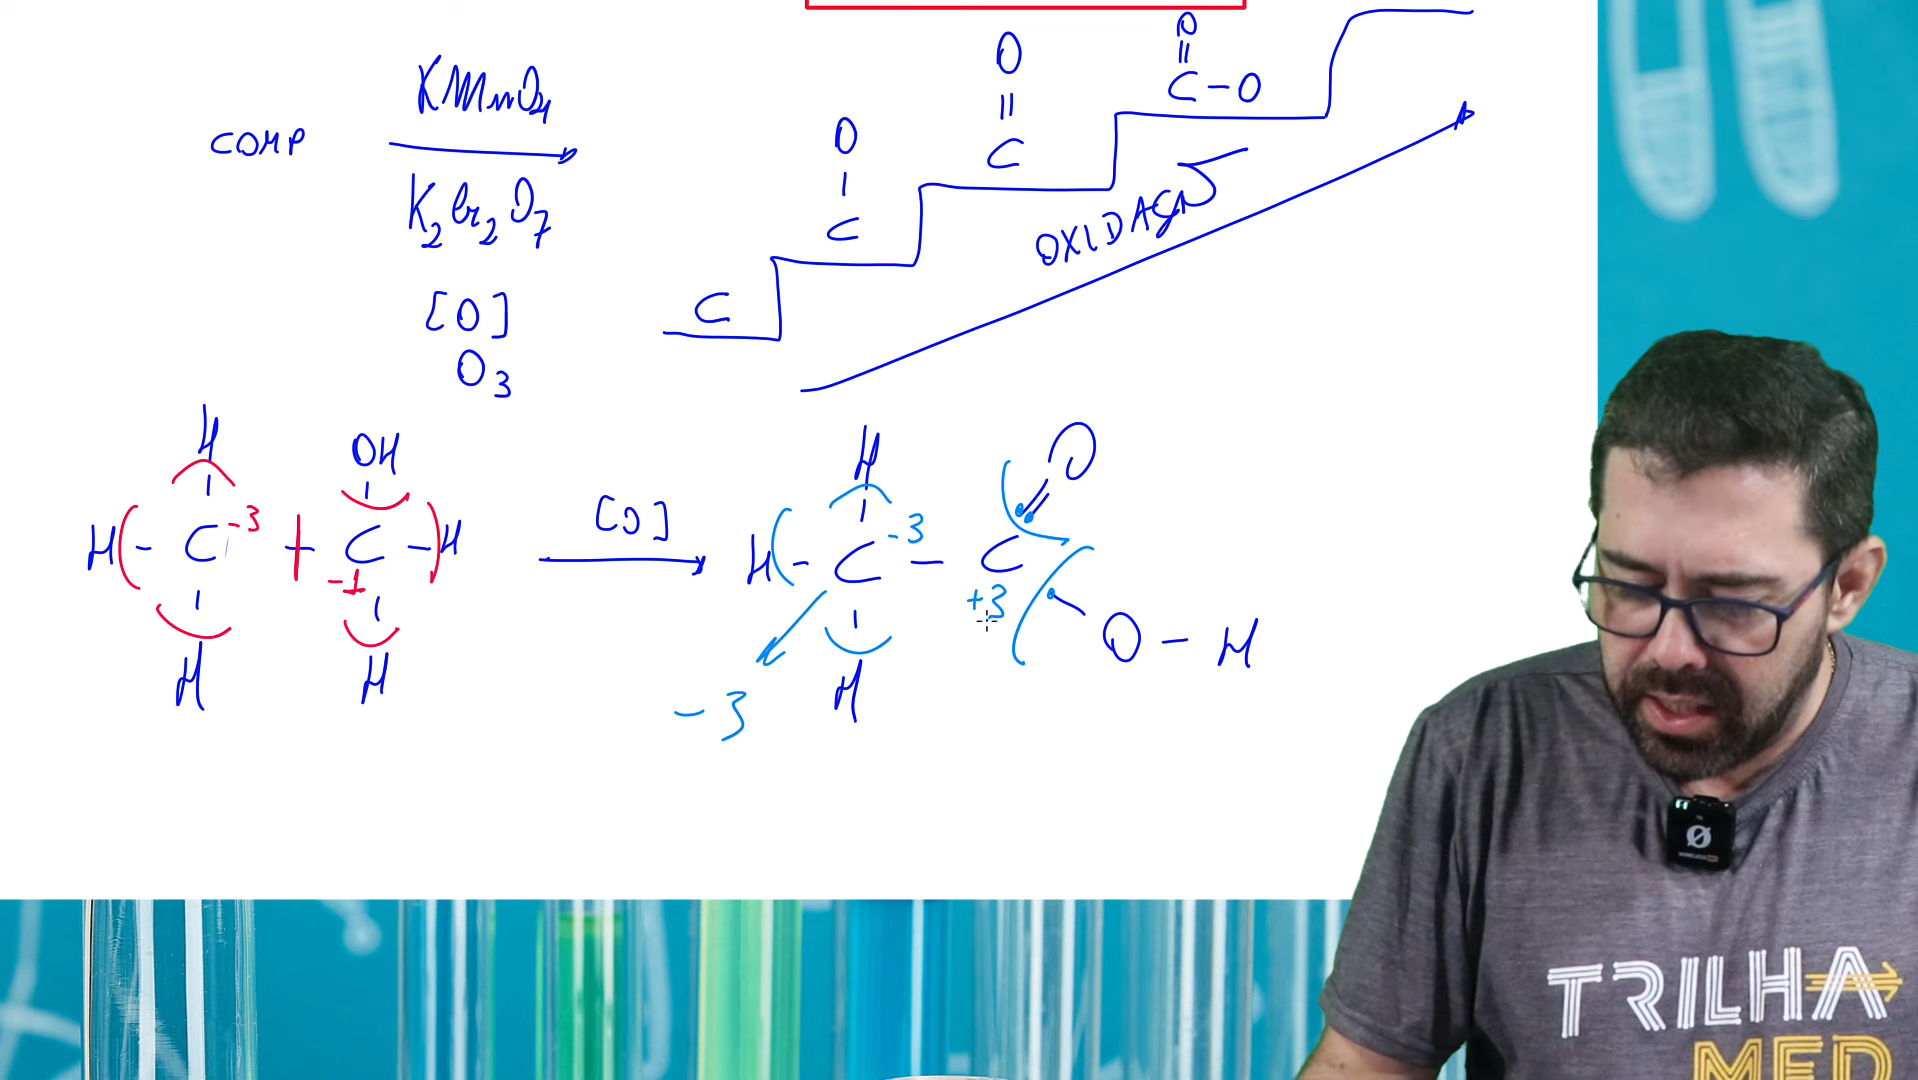 COMP
KMnO4
K2Cr2O7
[O]
O3
C
O
C
O
C
O
C-O
OXIDAÇÃO
H
H - C -3
H
OH
C - H
-1
H
[O]
H
H - C -3 - C
H
-3
O
+3
O - H
TRILHA
MED